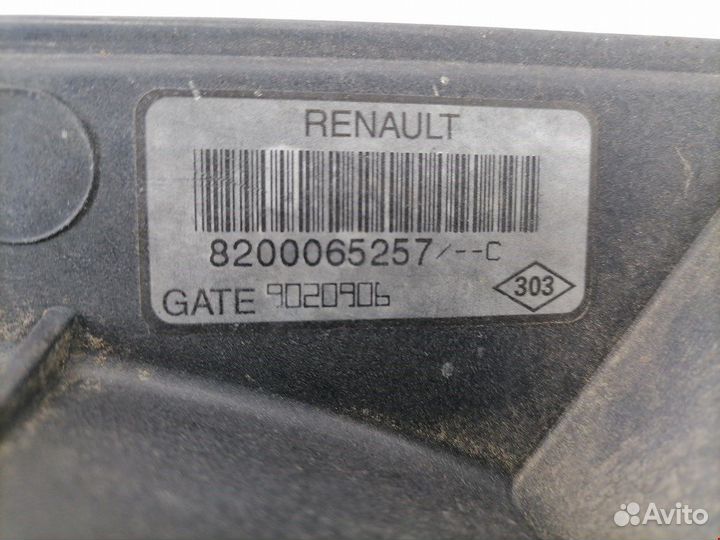 RENAULT
8200065257/--C
GATE 9020906
303
Avito